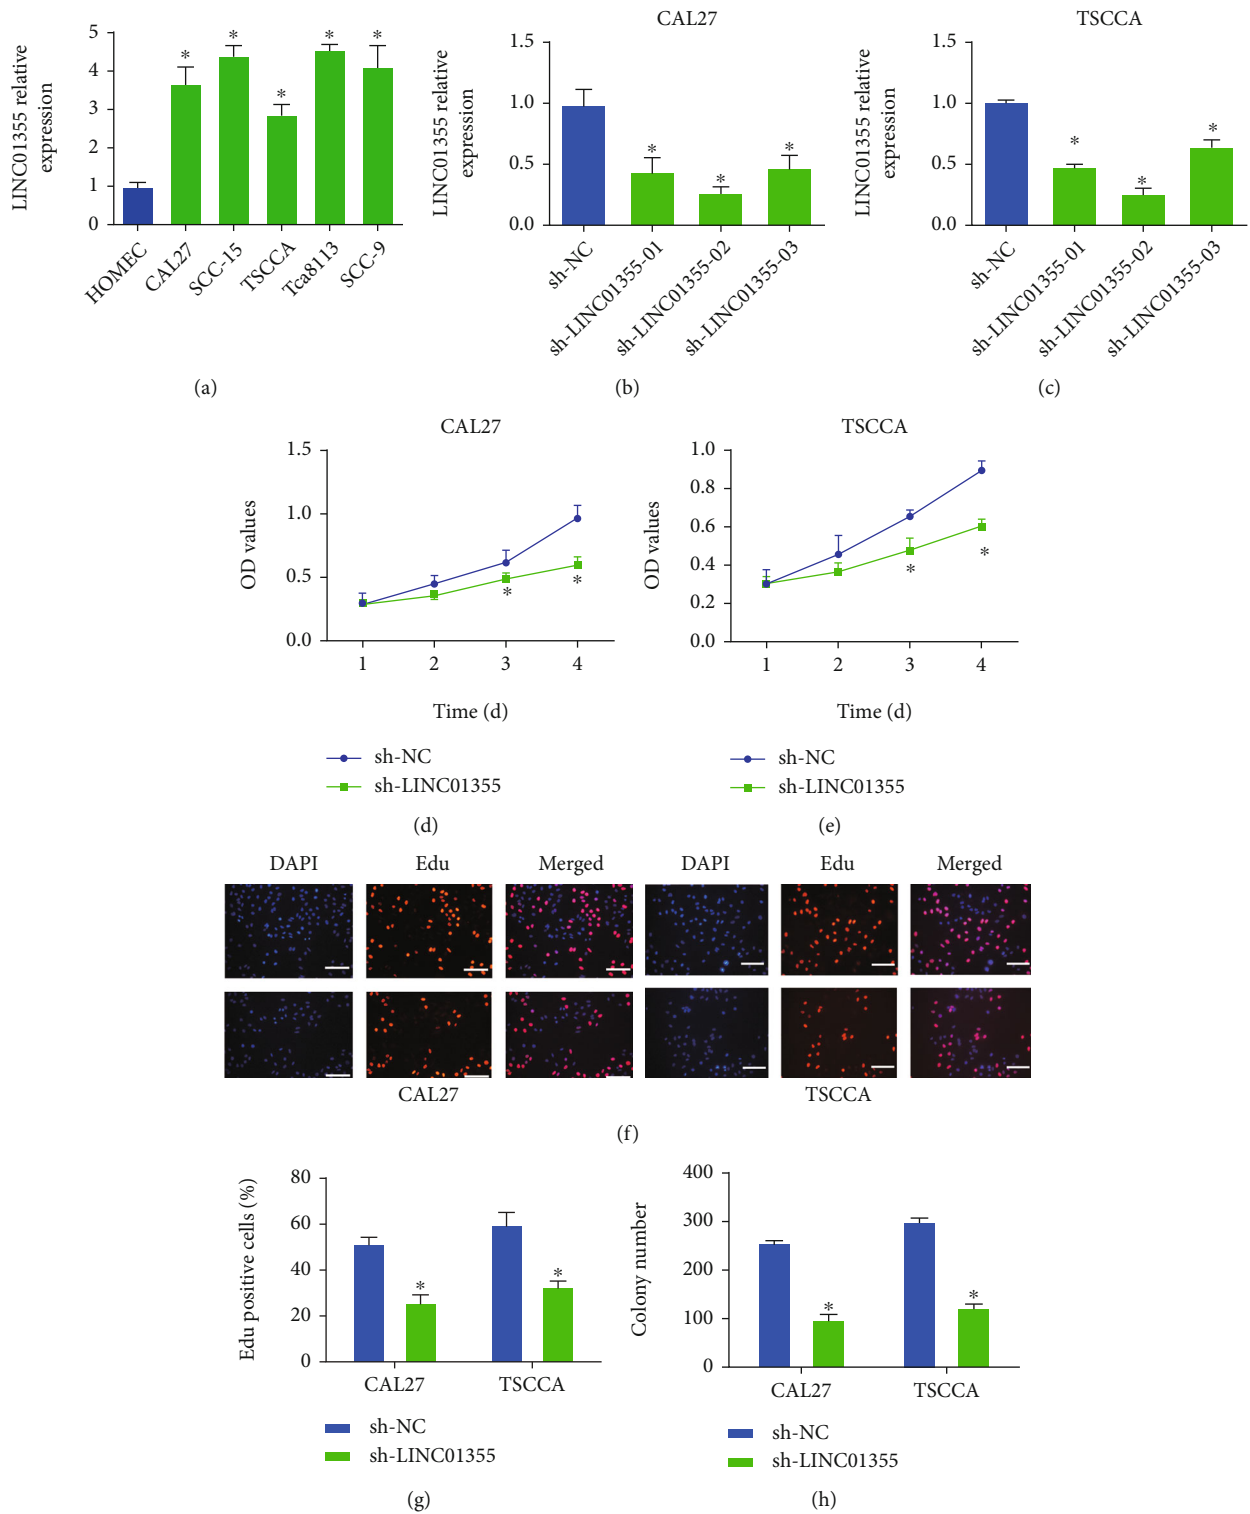 LINC01355 relative
expression
5
4
3
2
1
0
* * * * *
HOMEC
CAL27
SCC-15
TSCCA
Tca8113
SCC-9
(a)
CAL27
LINC01355 relative
expression
1.5
1.0
0.5
0.0
* * *
sh-NC
sh-LINC01355-01
sh-LINC01355-02
sh-LINC01355-03
(b)
TSCCA
LINC01355 relative
expression
1.5
1.0
0.5
0.0
* * *
sh-NC
sh-LINC01355-01
sh-LINC01355-02
sh-LINC01355-03
(c)
CAL27
OD values
1.5
1.0
0.5
0.0
* *
1 2 3 4
Time (d)
sh-NC
sh-LINC01355
(d)
TSCCA
OD values
1.0
0.8
0.6
0.4
0.2
0.0
* *
1 2 3 4
Time (d)
sh-NC
sh-LINC01355
(e)
DAPI Edu Merged DAPI Edu Merged
CAL27 TSCCA
(f)
Edu positive cells (%)
80
60
40
20
0
* *
CAL27 TSCCA
sh-NC
sh-LINC01355
(g)
Colony number
400
300
200
100
0
* *
CAL27 TSCCA
sh-NC
sh-LINC01355
(h)